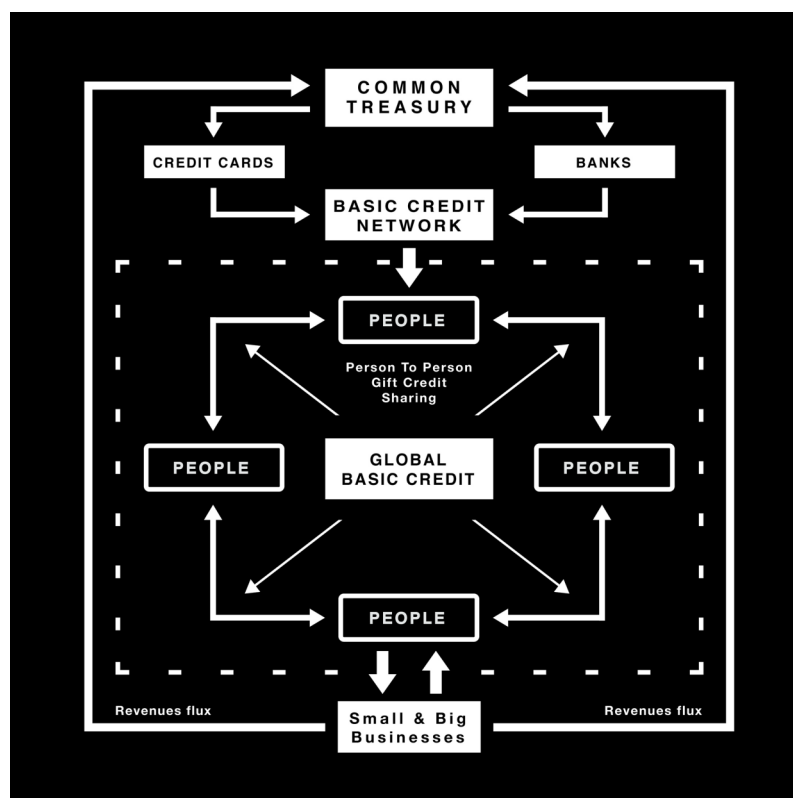 COMMON
TREASURY
CREDIT CARDS
BANKS
BASIC CREDIT
NETWORK
PEOPLE
Person To Person
Gift Credit
Sharing
PEOPLE
GLOBAL
BASIC CREDIT
PEOPLE
PEOPLE
Revenues flux
Revenues flux
Small & Big
Businesses